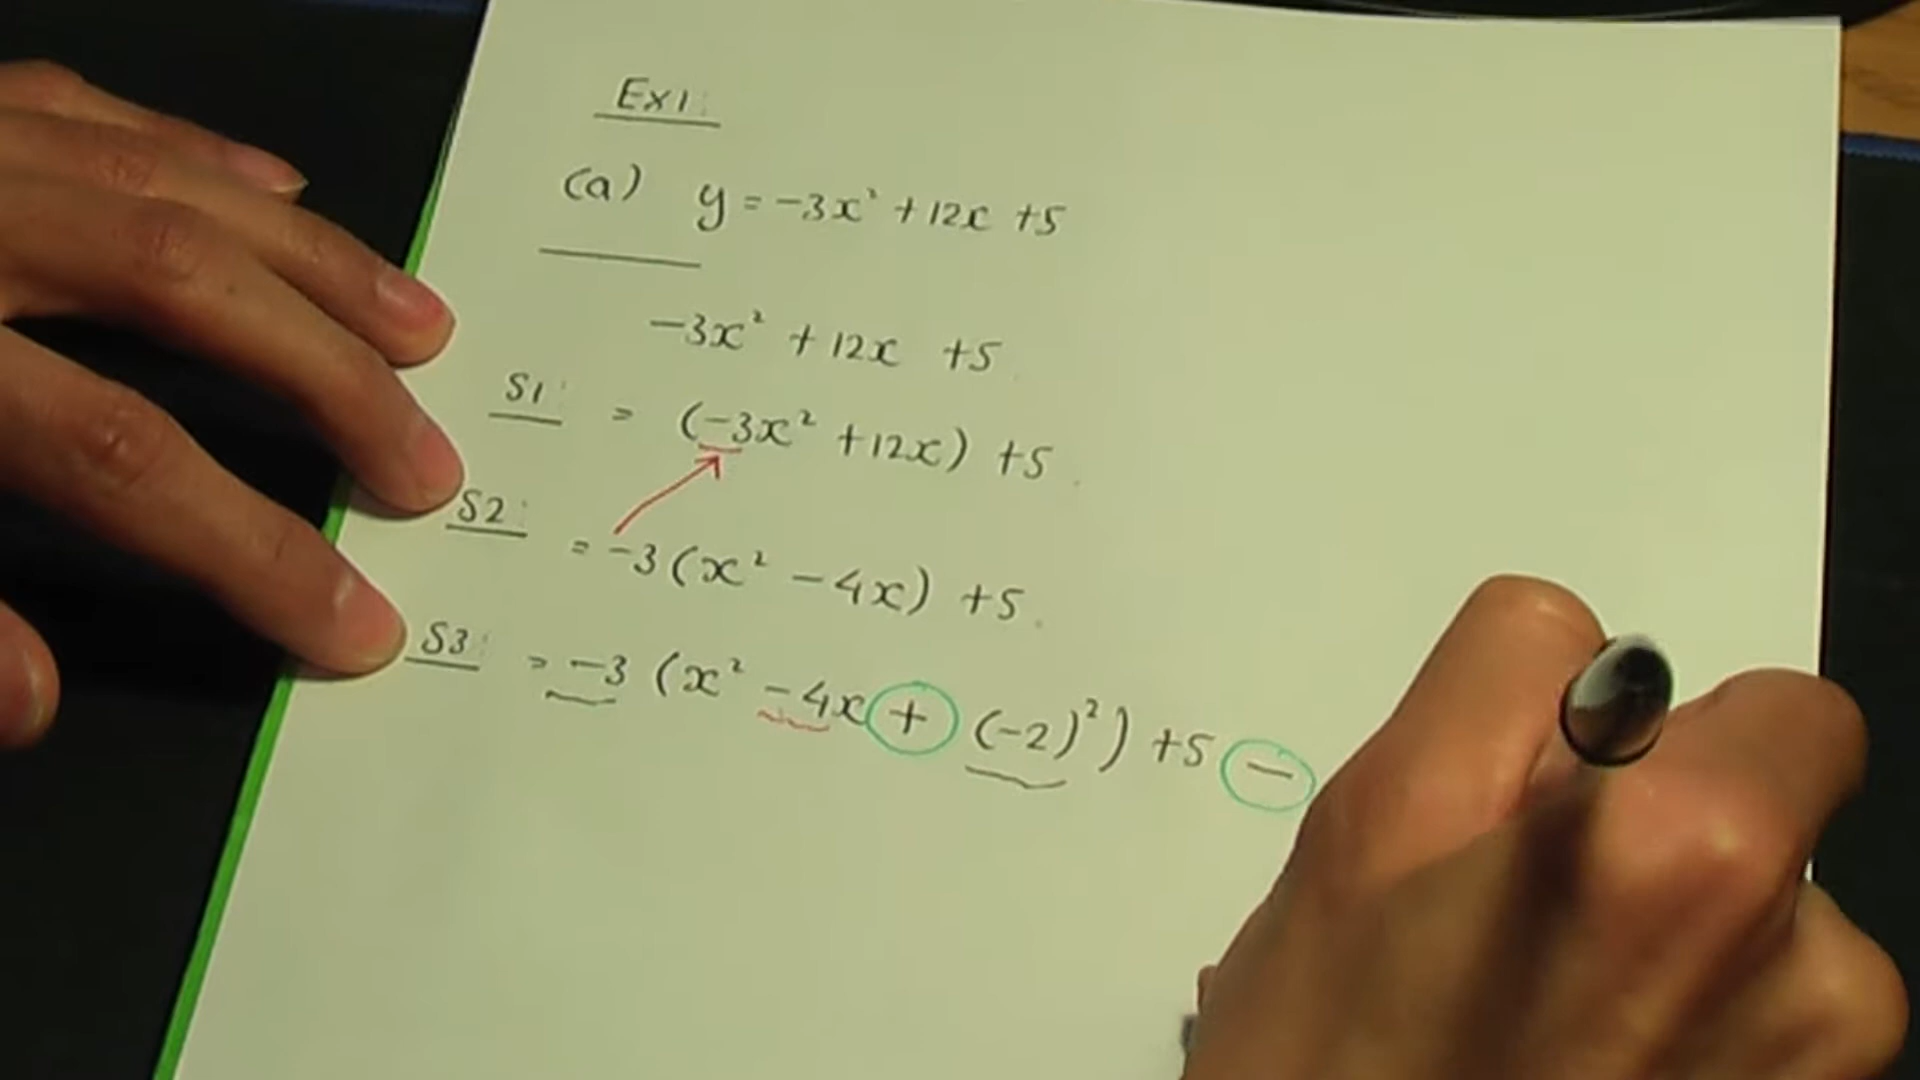 Ex1:
(a) y = -3x² + 12x + 5
-3x² + 12x + 5
S1: = (-3x² + 12x) + 5
S2: = -3(x² - 4x) + 5
S3: = -3 (x² - 4x + (-2)²) + 5 -